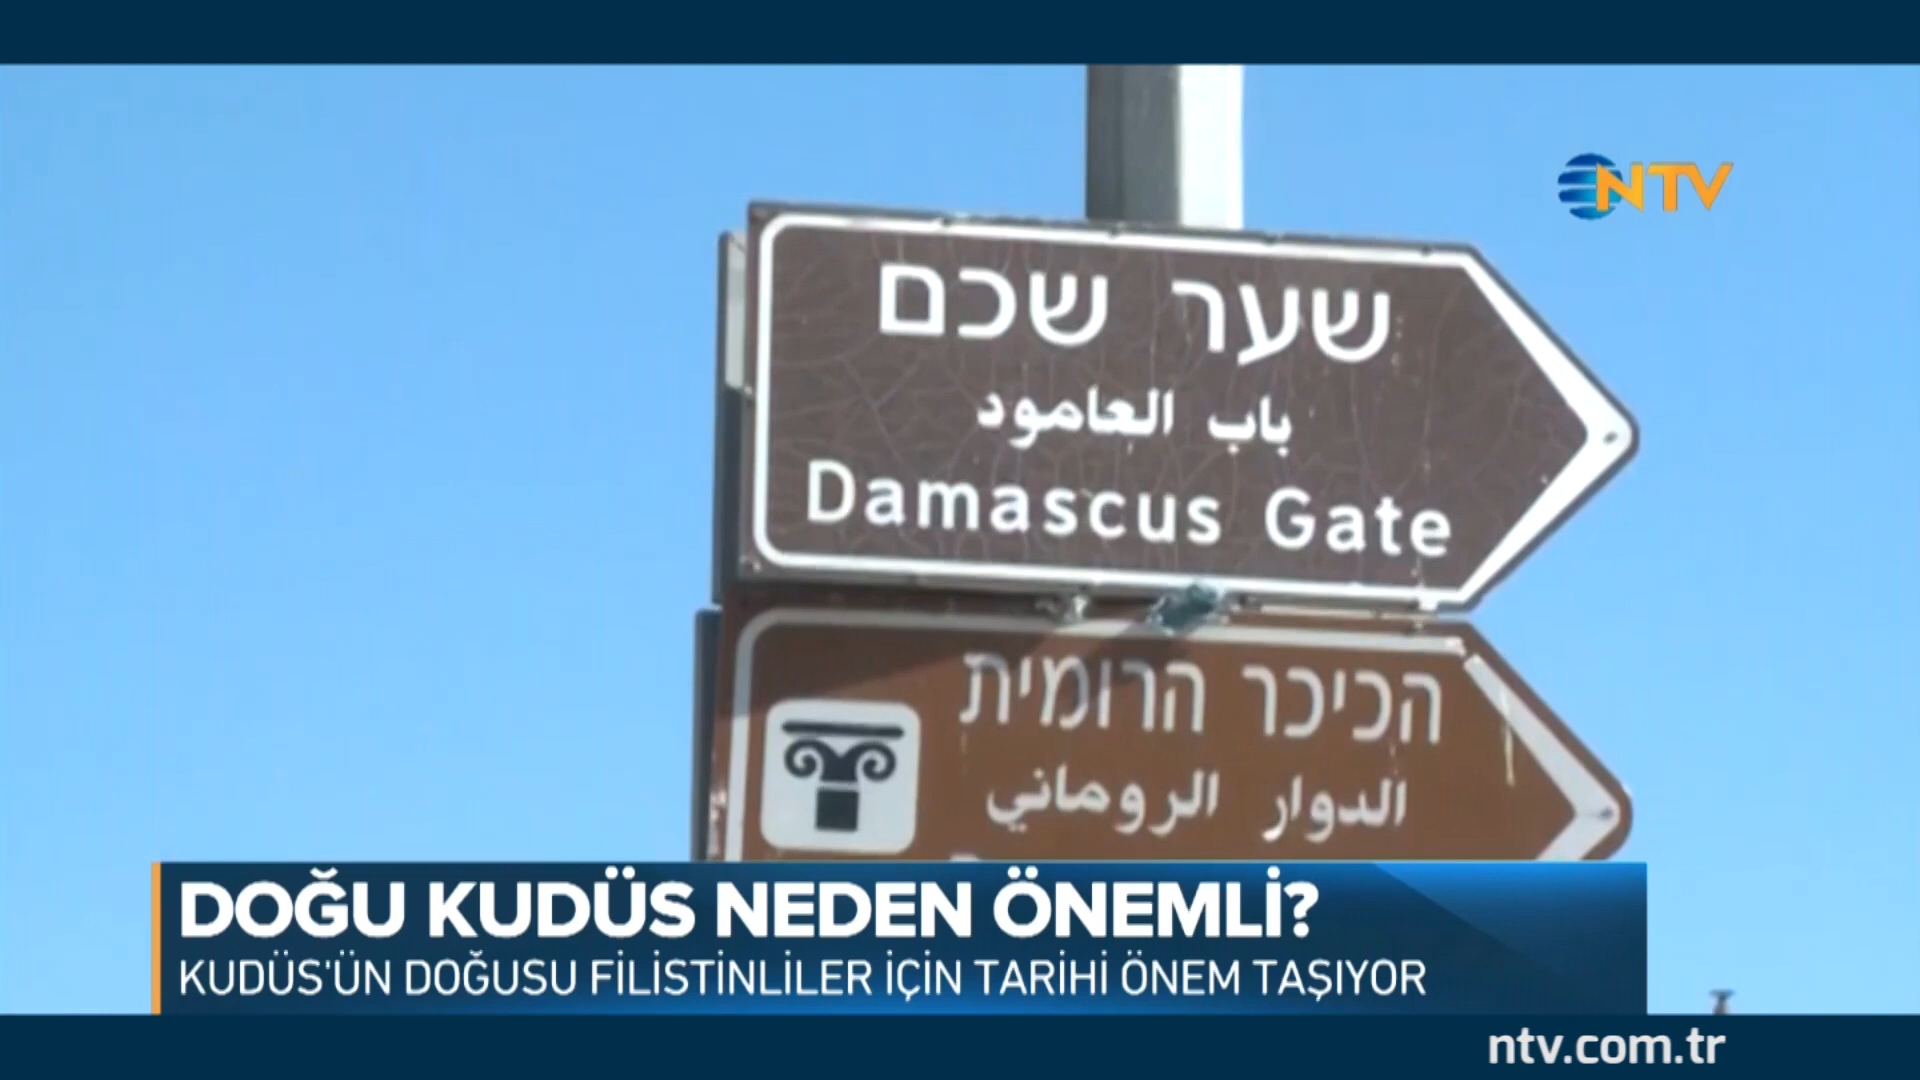 NTV
שער שכם
باب العامود
Damascus Gate
הכיכר הרומית
الدوار الروماني
DOĞU KUDÜS NEDEN ÖNEMLİ?
KUDÜS'ÜN DOĞUSU FİLİSTİNLİLER İÇİN TARİHİ ÖNEM TAŞIYOR
ntv.com.tr